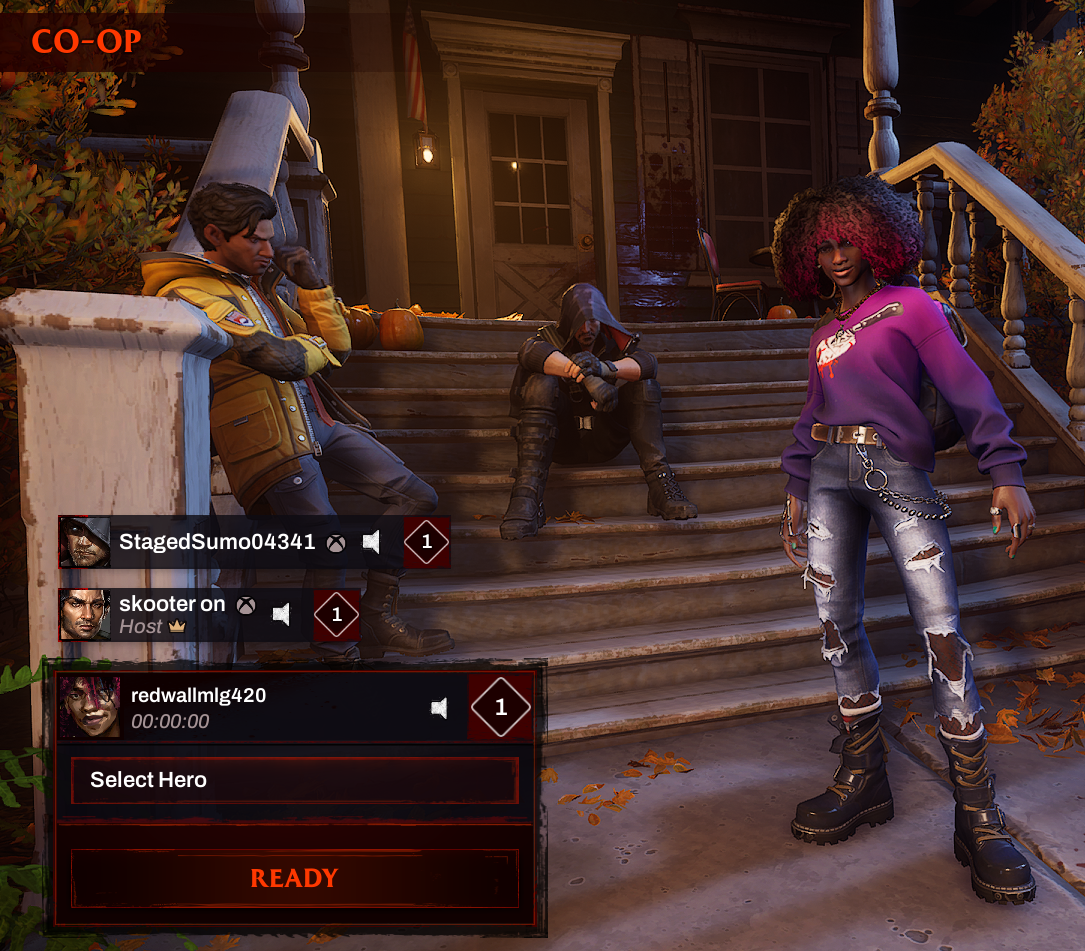 CO-OP
StagedSumo04341
1
skooter on
1
Host
redwallmlg420
1
00:00:00
Select Hero
READY